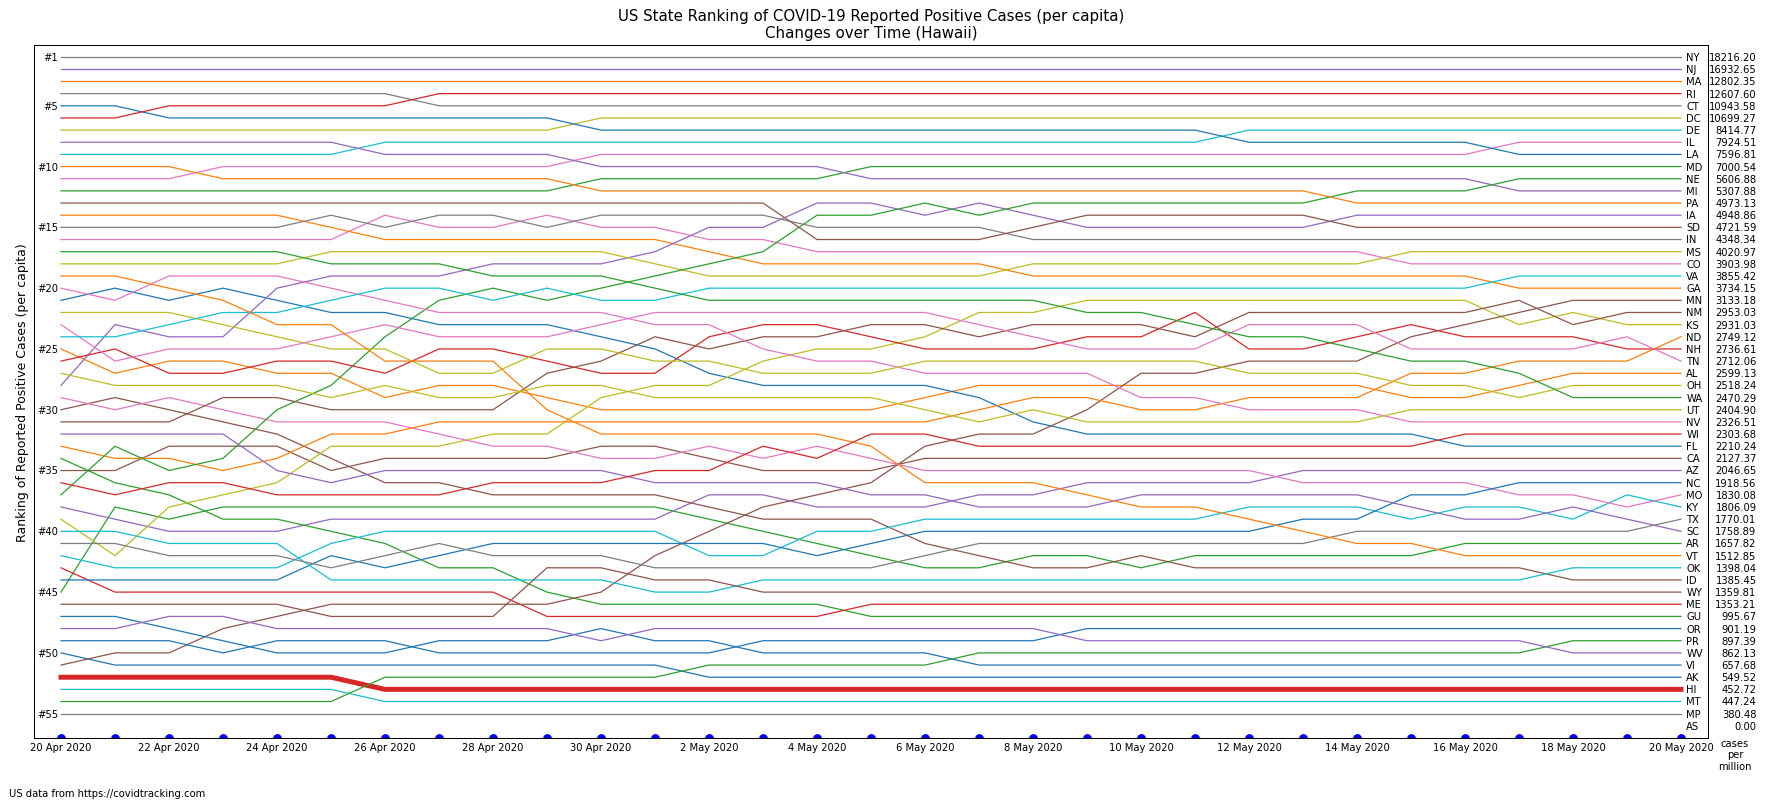 US State Ranking of COVID-19 Reported Positive Cases (per capita)
Changes over Time (Hawaii)
Ranking of Reported Positive Cases (per capita)
#1
#5
#10
#15
#20
#25
#30
#35
#40
#45
#50
#55
NY 18216.20
NJ 16932.65
MA 12802.35
RI 12607.60
CT 10943.58
DC 10699.27
DE 8414.77
IL 7924.51
LA 7596.81
MD 7000.54
NE 5606.88
MI 5307.88
PA 4973.13
IA 4948.86
SD 4721.59
IN 4348.34
MS 4020.97
CO 3903.98
VA 3855.42
GA 3734.15
MN 3133.18
NM 2953.03
KS 2931.03
ND 2749.12
NH 2736.61
TN 2712.06
AL 2599.13
OH 2518.24
WA 2470.29
UT 2404.90
NV 2326.51
WI 2303.68
FL 2210.24
CA 2127.37
AZ 2046.65
NC 1918.56
MO 1830.08
KY 1806.09
TX 1770.01
SC 1758.89
AR 1657.82
VT 1512.85
OK 1398.04
ID 1385.45
WY 1359.81
ME 1353.21
GU 995.67
OR 901.19
PR 897.39
WV 862.13
VI 657.68
AK 549.52
HI 452.72
MT 447.24
MP 380.48
AS 0.00
20 Apr 2020 22 Apr 2020 24 Apr 2020 26 Apr 2020 28 Apr 2020 30 Apr 2020 2 May 2020 4 May 2020 6 May 2020 8 May 2020 10 May 2020 12 May 2020 14 May 2020 16 May 2020 18 May 2020 20 May 2020
cases
per
million
US data from https://covidtracking.com